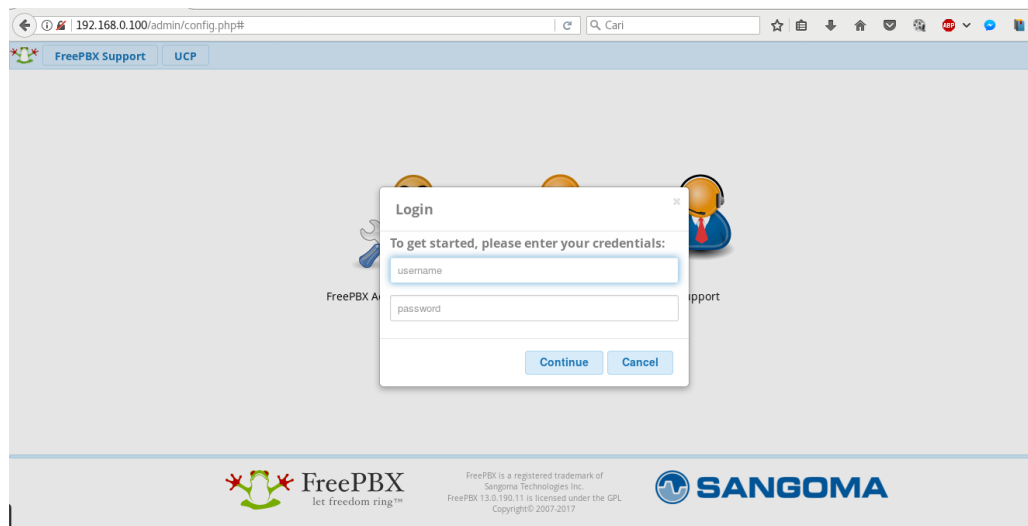 192.168.0.100/admin/config.php#
Cari
ABP
FreePBX Support
UCP
Login
×
To get started, please enter your credentials:
username
password
FreePBX A
pport
Continue
Cancel
FreePBX
let freedom ring™
FreePBX is a registered trademark of
Sangoma Technologies Inc.
FreePBX 13.0.190.11 is licensed under the GPL
Copyright© 2007-2017
SANGOMA